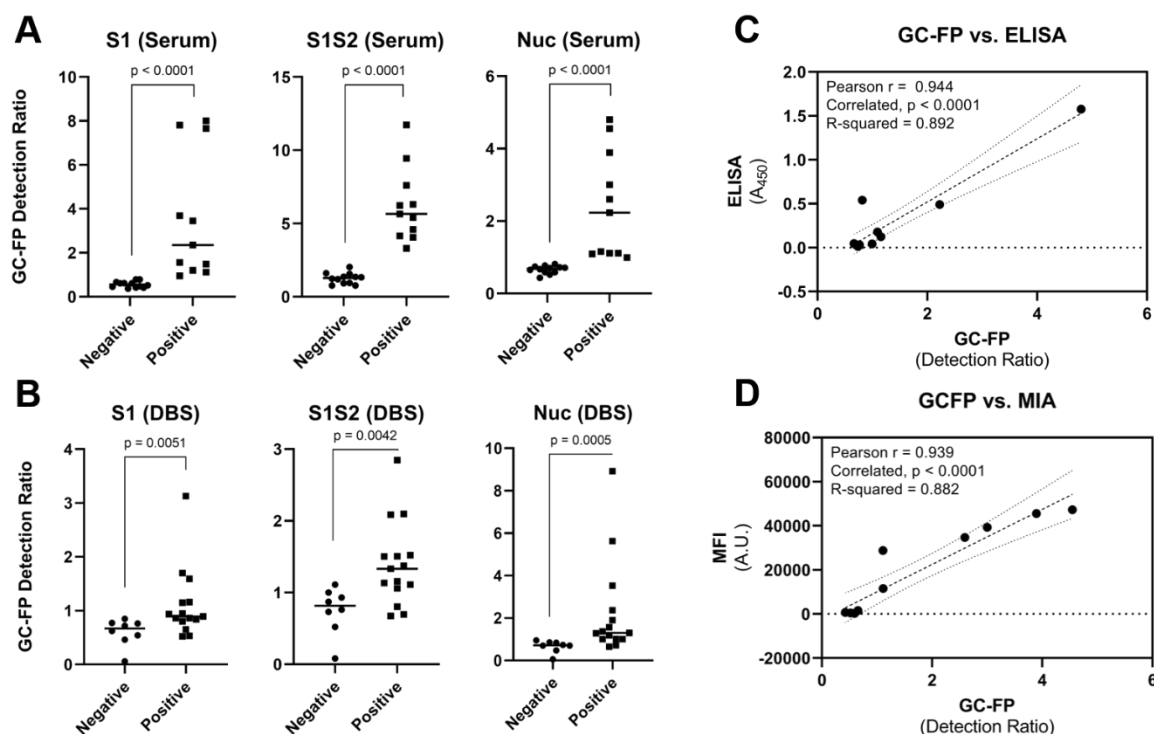 A
S1 (Serum)
p < 0.0001
GC-FP Detection Ratio
10
8
6
4
2
0
Negative
Positive
S1S2 (Serum)
p < 0.0001
15
10
5
0
Negative
Positive
Nuc (Serum)
p < 0.0001
6
4
2
0
Negative
Positive
B
S1 (DBS)
p = 0.0051
GC-FP Detection Ratio
4
3
2
1
0
Negative
Positive
S1S2 (DBS)
p = 0.0042
3
2
1
0
Negative
Positive
Nuc (DBS)
p = 0.0005
10
8
6
4
2
0
Negative
Positive
C
GC-FP vs. ELISA
Pearson r = 0.944
Correlated, p < 0.0001
R-squared = 0.892
ELISA
(A450)
2.0
1.5
1.0
0.5
0.0
-0.5
0
2
4
6
GC-FP
(Detection Ratio)
D
GCFP vs. MIA
Pearson r = 0.939
Correlated, p < 0.0001
R-squared = 0.882
MFI
(A.U.)
80000
60000
40000
20000
0
-20000
0
2
4
6
GC-FP
(Detection Ratio)